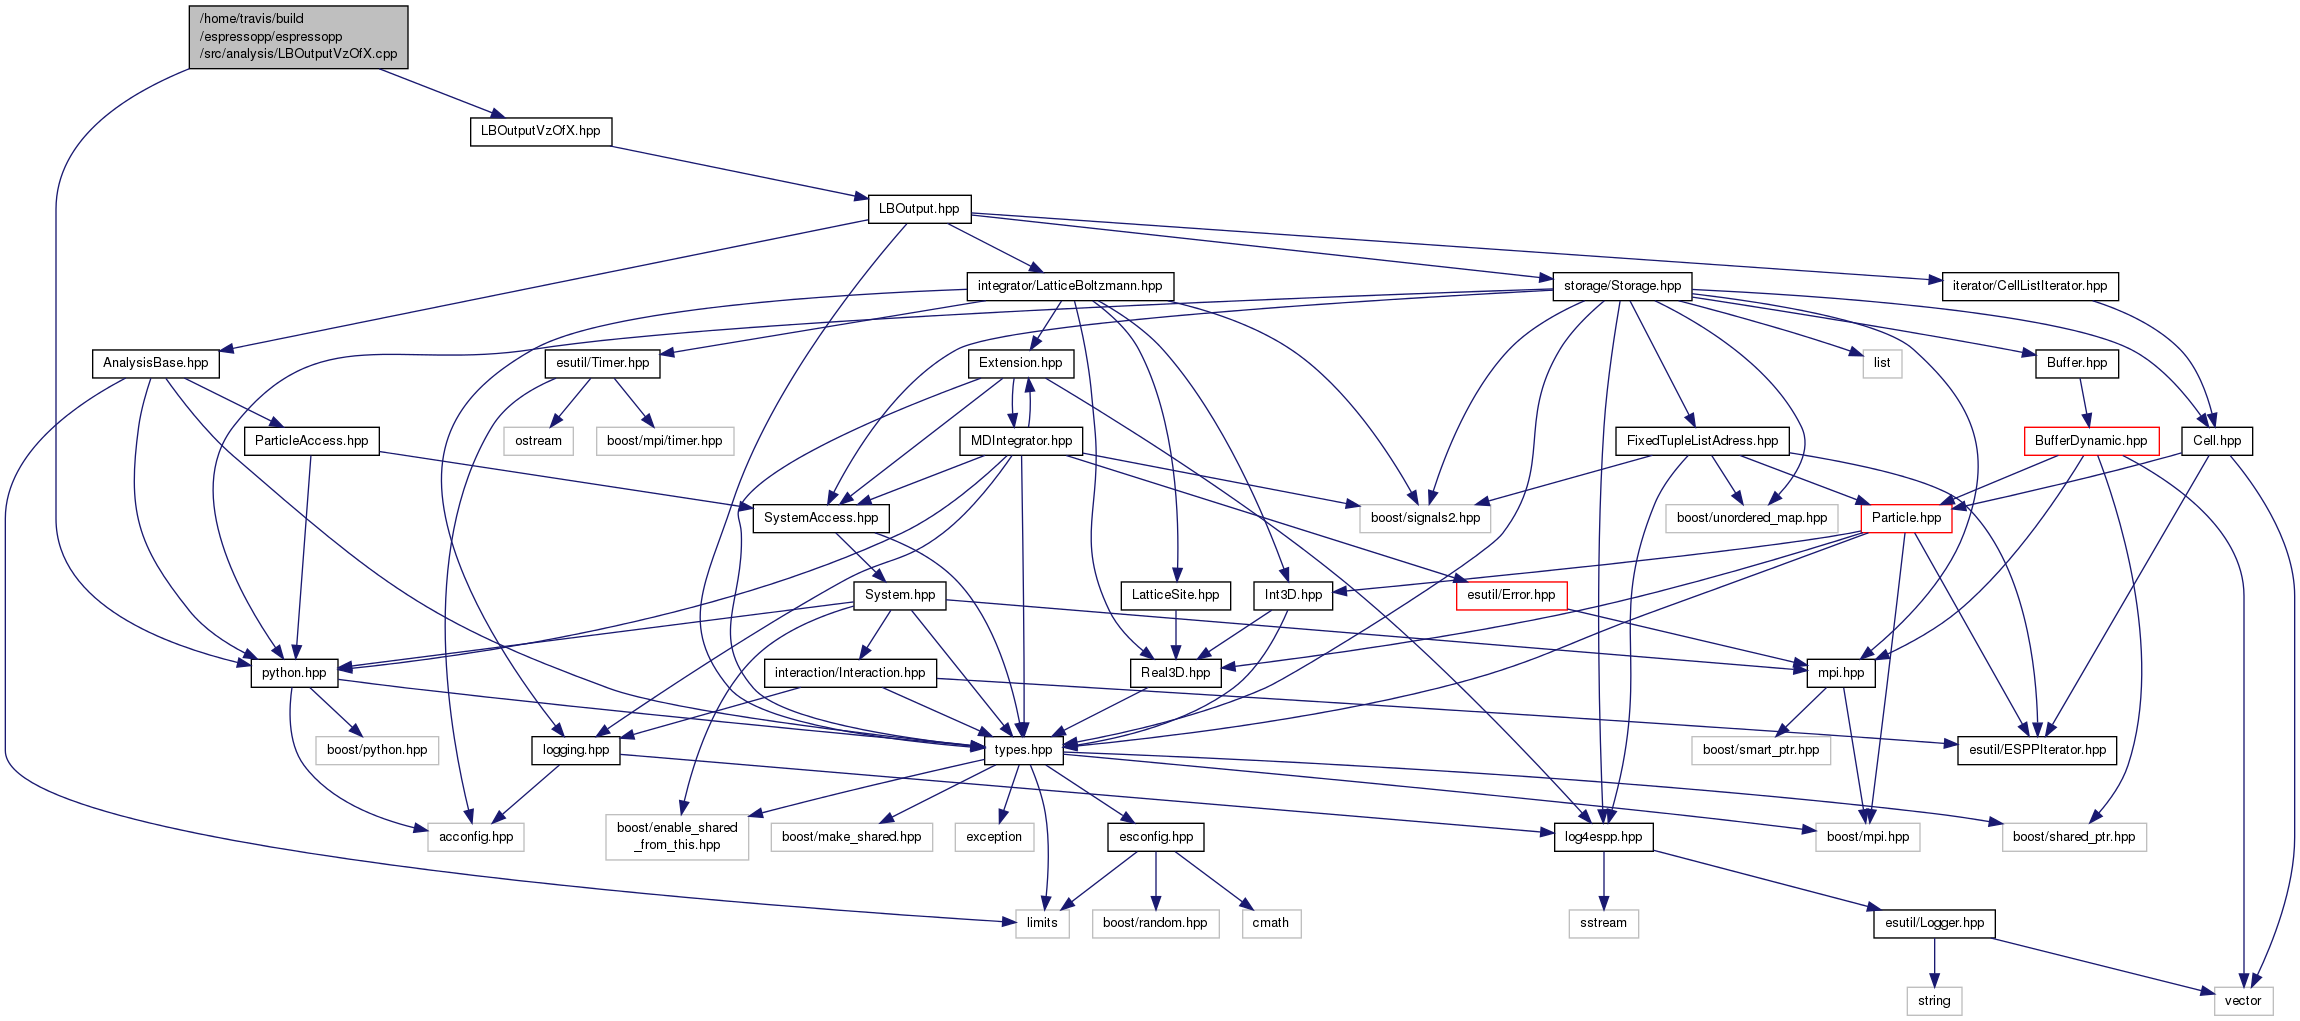 /home/travis/build
/espressopp/espressopp
/src/analysis/LBOutputVzOfX.cpp
LBOutputVzOfX.hpp
LBOutput.hpp
integrator/LatticeBoltzmann.hpp
storage/Storage.hpp
iterator/CellListIterator.hpp
AnalysisBase.hpp
esutil/Timer.hpp
Extension.hpp
list
Buffer.hpp
ParticleAccess.hpp
ostream
boost/mpi/timer.hpp
MDIntegrator.hpp
FixedTupleListAdress.hpp
BufferDynamic.hpp
Cell.hpp
SystemAccess.hpp
boost/signals2.hpp
boost/unordered_map.hpp
Particle.hpp
System.hpp
LatticeSite.hpp
Int3D.hpp
esutil/Error.hpp
python.hpp
interaction/Interaction.hpp
Real3D.hpp
mpi.hpp
boost/python.hpp
logging.hpp
types.hpp
boost/smart_ptr.hpp
esutil/ESPPIterator.hpp
acconfig.hpp
boost/enable_shared
_from_this.hpp
boost/make_shared.hpp
exception
esconfig.hpp
log4espp.hpp
boost/mpi.hpp
boost/shared_ptr.hpp
limits
boost/random.hpp
cmath
sstream
esutil/Logger.hpp
string
vector